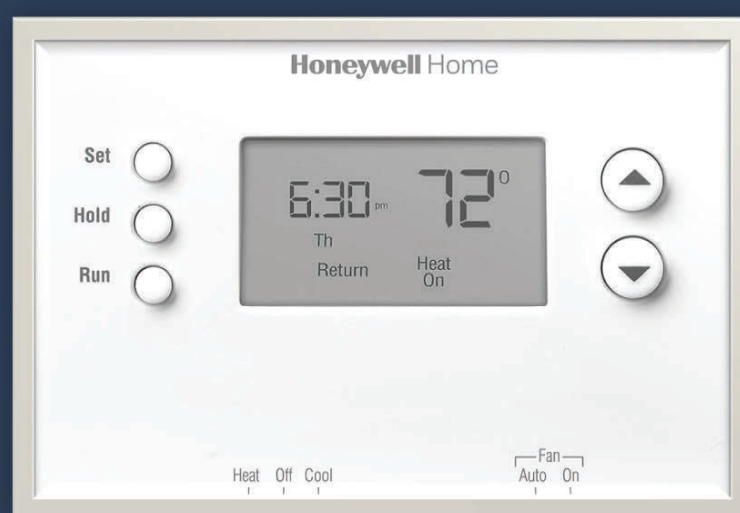 Honeywell Home
Set
Hold
Run
6:30 pm 72°
Th
Return
Heat
On
Heat Off Cool
Fan
Auto On